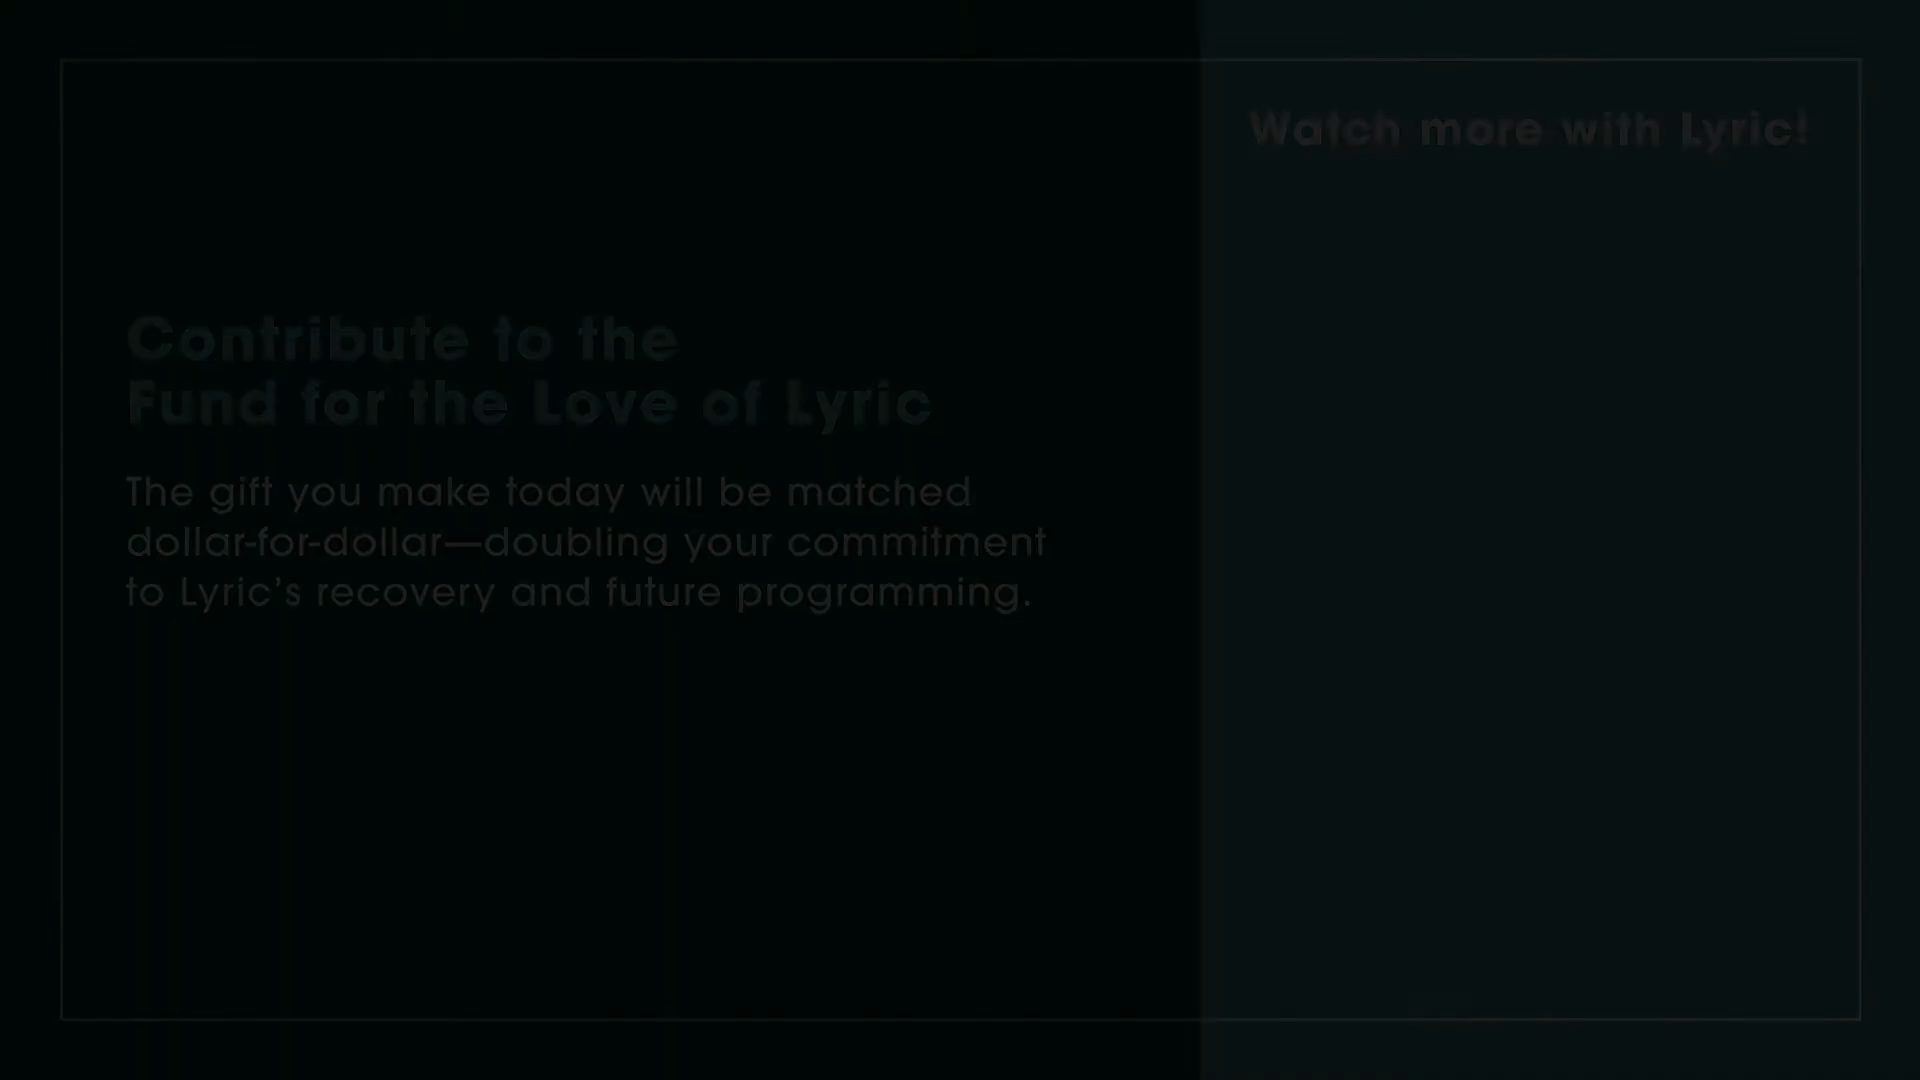 Contribute to the
Fund for the Love of Lyric
The gift you make today will be matched
dollar-for-dollar—doubling your commitment
to Lyric’s recovery and future programming.
Watch more with Lyric!